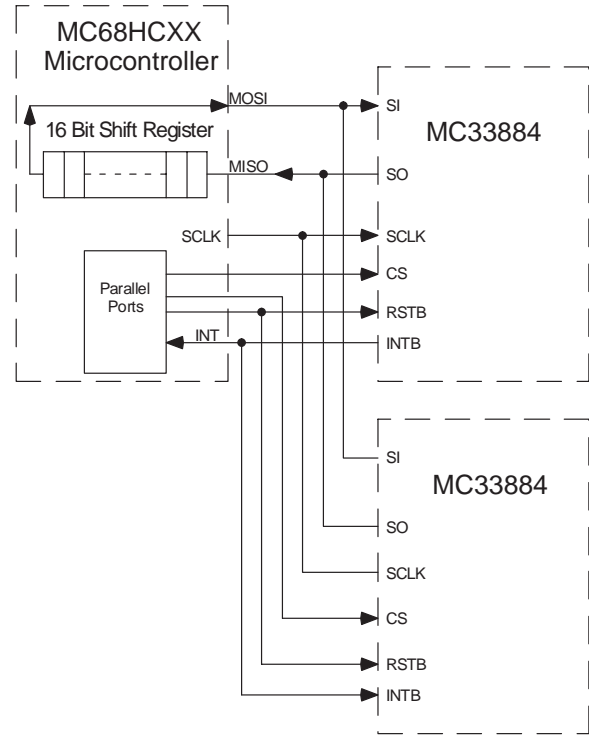 MC68HCXX
Microcontroller
MOSI
16 Bit Shift Register
MISO
SCLK
Parallel
Ports
INT
SI
MC33884
SO
SCLK
CS
RSTB
INTB
SI
MC33884
SO
SCLK
CS
RSTB
INTB